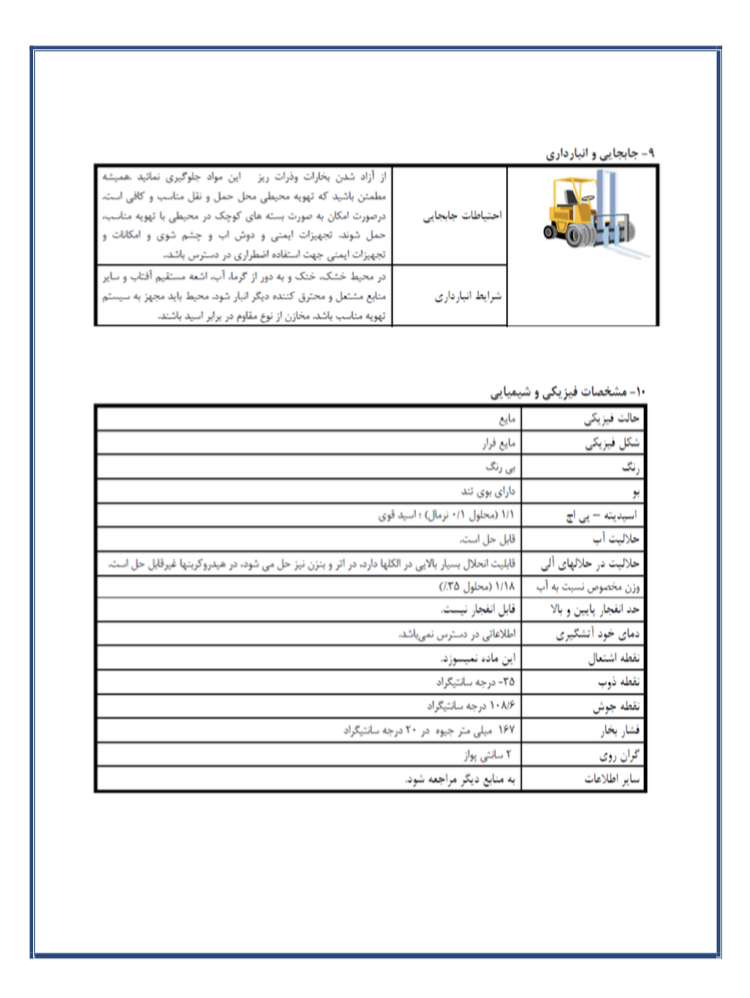 ۹- جابجایی و انبارداری
احتیاطات جابجایی
از آزاد شدن بخارات وذرات ریز این مواد جلوگیری نمائید .همیشه
مطمئن باشید که تهویه محیطی محل حمل و نقل مناسب و کافی است.
درصورت امکان به صورت بسته های کوچک در محیطی با تهویه مناسب،
حمل شوند. تجهیزات ایمنی و دوش اب و چشم شوی و امکانات و
تجهیزات ایمنی جهت استفاده اضطراری در دسترس باشد.
شرایط انبارداری
در محیط خشک، خنک و به دور از گرما، آب، اشعه مستقیم آفتاب و سایر
منابع مشتعل و محترق کننده دیگر انبار شود. محیط باید مجهز به سیستم
تهویه مناسب باشد. مخازن از نوع مقاوم در برابر اسید باشند.
۱۰- مشخصات فیزیکی و شیمیایی
حالت فیزیکی مایع
شکل فیزیکی مایع فرار
رنگ بی رنگ
بو دارای بوی تند
اسیدیته – پی اچ ۱/۱ (محلول ۰/۱ نرمال) ؛ اسید قوی
حلالیت آب قابل حل است.
حلالیت در حلالهای آلی قابلیت انحلال بسیار بالایی در الکلها دارد، در اتر و بنزن نیز حل می شود، در هیدروکربنها غیرقابل حل است.
وزن مخصوص نسبت به آب ۱/۱۸ (محلول ۳۵٪)
حد انفجار پایین و بالا قابل انفجار نیست.
دمای خود آتشگیری اطلاعاتی در دسترس نمی‌باشد.
نقطه اشتعال این ماده نمیسوزد.
نقطه ذوب ۳۵- درجه سانتیگراد
نقطه جوش ۱۰۸/۶ درجه سانتیگراد
فشار بخار ۱۶۷ میلی متر جیوه در ۲۰ درجه سانتیگراد
گران روی ۲ سانتی پواز
سایر اطلاعات به منابع دیگر مراجعه شود.